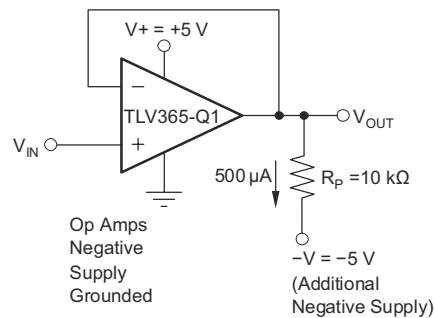 V+ = +5 V
−
TLV365-Q1
+
V_IN
V_OUT
500 µA
R_P =10 kΩ
Op Amps
Negative
Supply
Grounded
−V = −5 V
(Additional
Negative Supply)